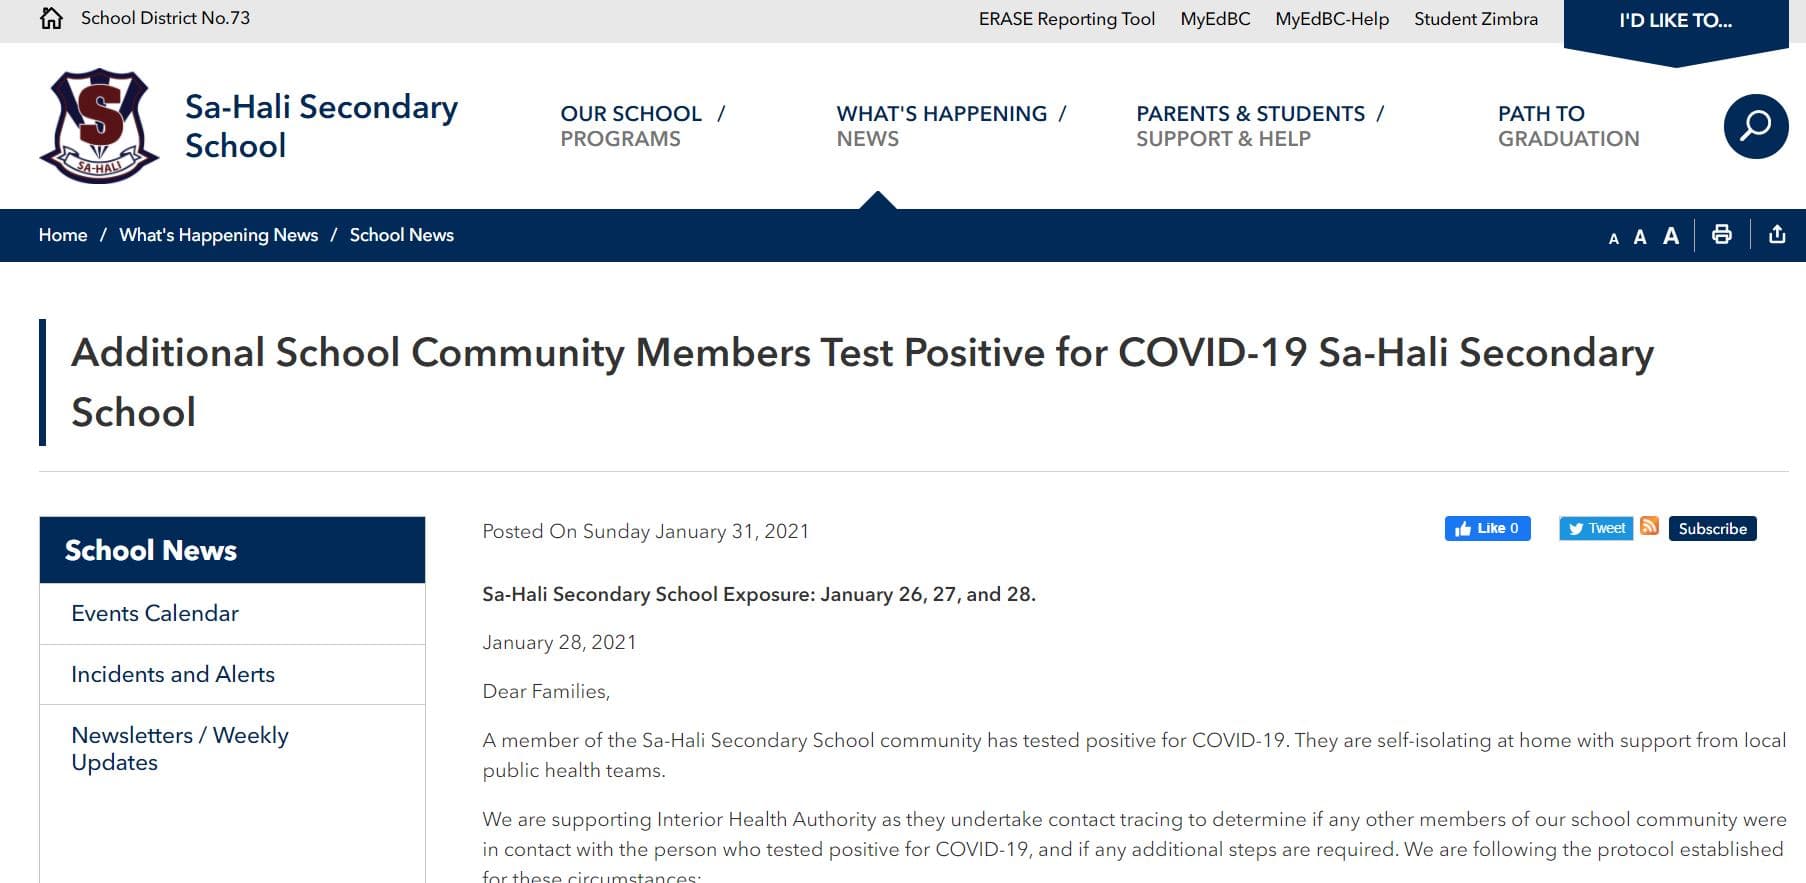 School District No.73
ERASE Reporting Tool MyEdBC MyEdBC-Help Student Zimbra
I'D LIKE TO...
S
SA-HALI
Sa-Hali Secondary
School
OUR SCHOOL /
PROGRAMS
WHAT'S HAPPENING /
NEWS
PARENTS & STUDENTS /
SUPPORT & HELP
PATH TO
GRADUATION
Home / What's Happening News / School News
A A A
Additional School Community Members Test Positive for COVID-19 Sa-Hali Secondary
School
School News
Events Calendar
Incidents and Alerts
Newsletters / Weekly
Updates
Posted On Sunday January 31, 2021
Like 0
Tweet
Subscribe
Sa-Hali Secondary School Exposure: January 26, 27, and 28.
January 28, 2021
Dear Families,
A member of the Sa-Hali Secondary School community has tested positive for COVID-19. They are self-isolating at home with support from local
public health teams.
We are supporting Interior Health Authority as they undertake contact tracing to determine if any other members of our school community were
in contact with the person who tested positive for COVID-19, and if any additional steps are required. We are following the protocol established
for these circumstances: